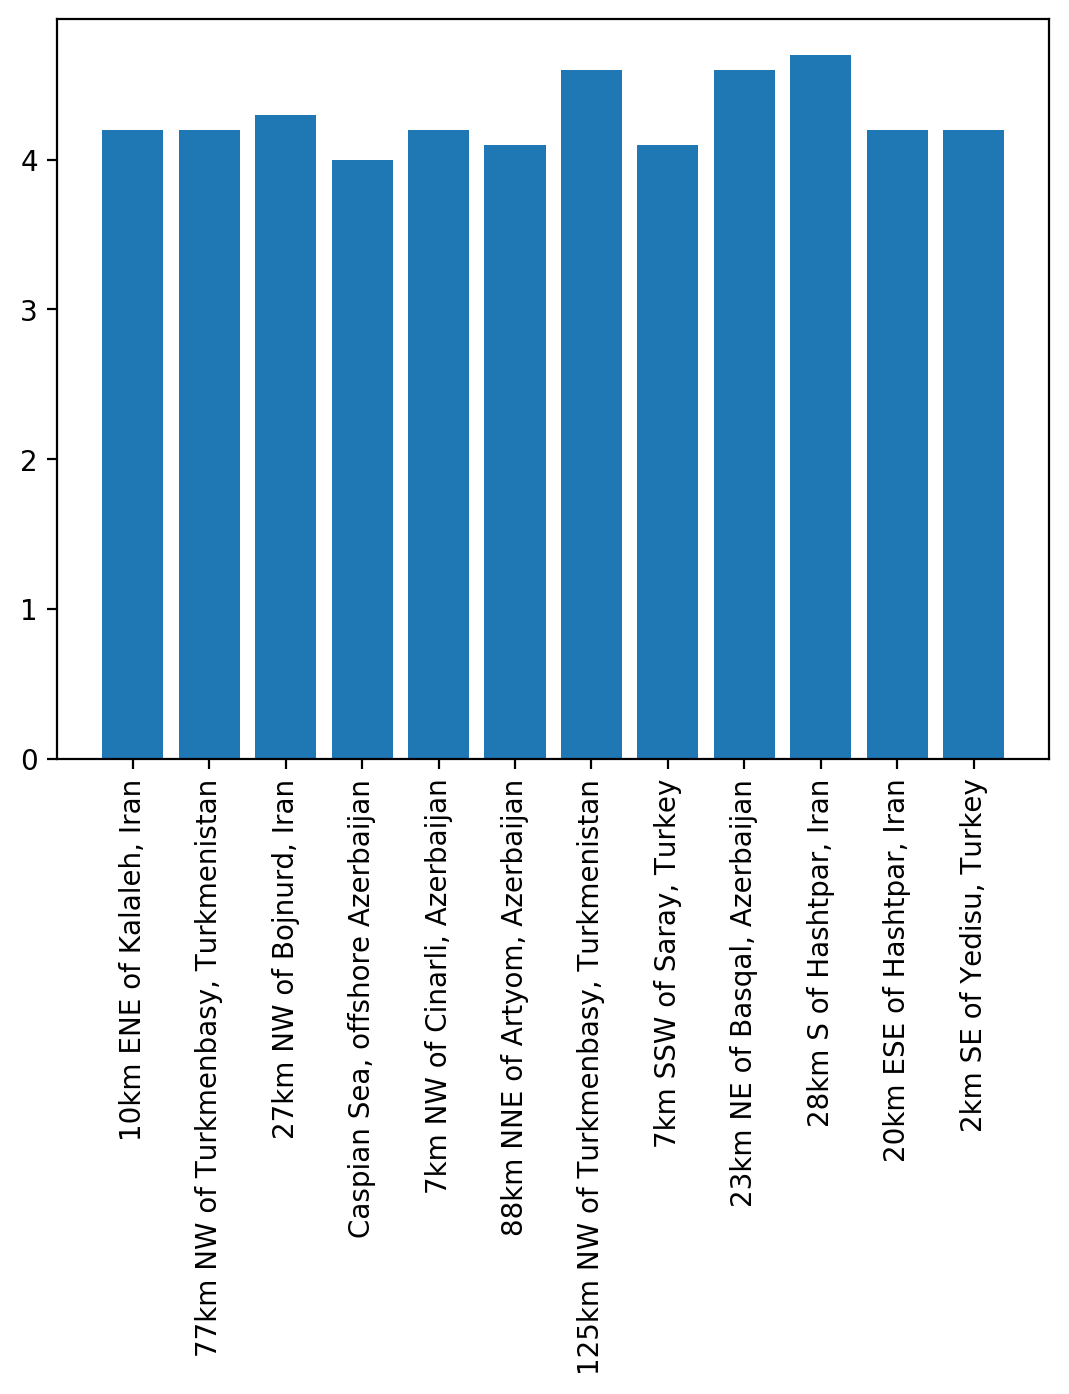 4
3
2
1
0
10km ENE of Kalaleh, Iran
77km NW of Turkmenbasy, Turkmenistan
27km NW of Bojnurd, Iran
Caspian Sea, offshore Azerbaijan
7km NW of Cinarli, Azerbaijan
88km NNE of Artyom, Azerbaijan
125km NW of Turkmenbasy, Turkmenistan
7km SSW of Saray, Turkey
23km NE of Basqal, Azerbaijan
28km S of Hashtpar, Iran
20km ESE of Hashtpar, Iran
2km SE of Yedisu, Turkey